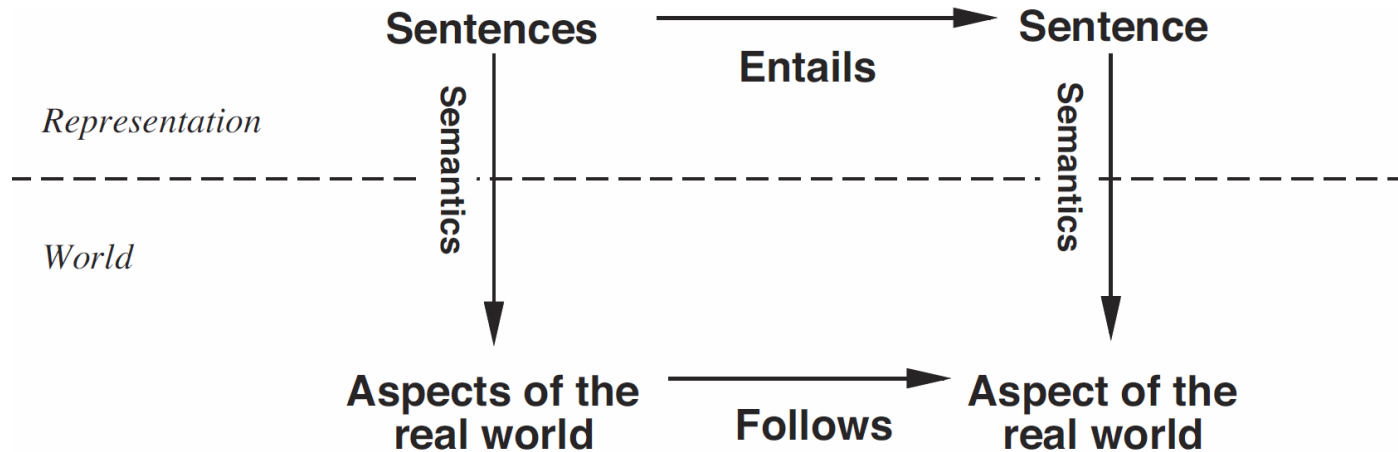 Sentences
Sentence
Entails
Semantics
Semantics
Representation
World
Aspects of the
real world
Follows
Aspect of the
real world